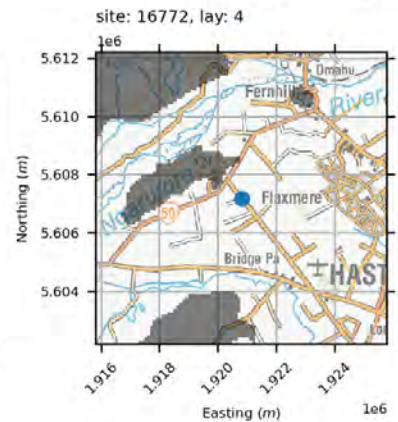 site: 16772, lay: 4
1e6
5.612
Omahu
Fernhill
5.610
River
5.608
50
Flaxmere
5.606
Bridge Pa
HAST
5.604
1.916
1.918
1.920
1.922
1.924
1e6
Northing (m)
Easting (m)